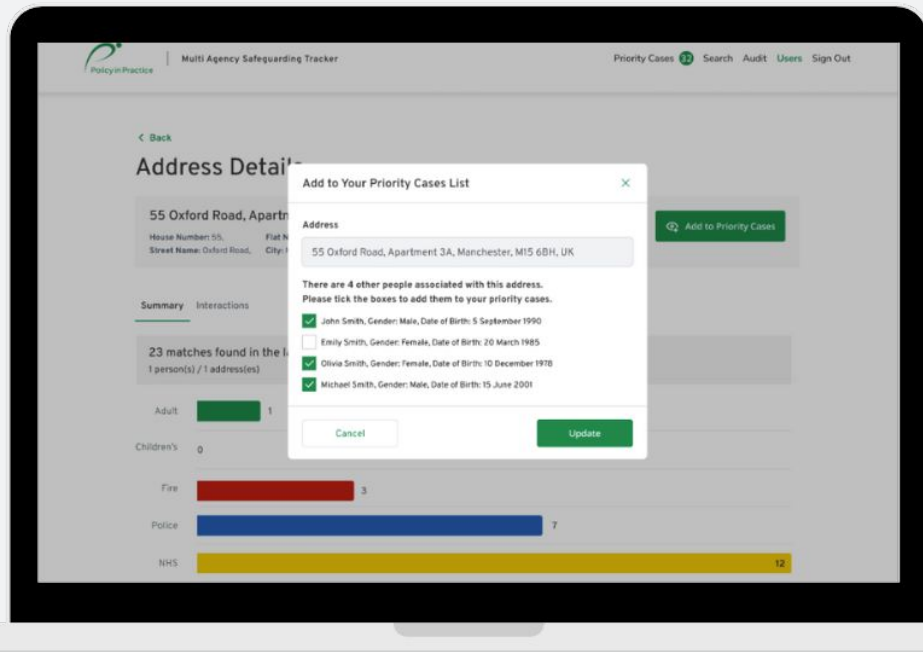 Policy in Practice
Multi Agency Safeguarding Tracker
Priority Cases 32 Search Audit Users Sign Out
Back
Address Details
Add to Your Priority Cases List
55 Oxford Road,
House Number: 55,
Street Name: Oxford Road, City:
Add to Priority Cases
Address
55 Oxford Road, Apartment 3A, Manchester, M15 6BH, UK
There are 4 other people associated with this address.
Please tick the boxes to add them to your priority cases.
John Smith, Gender: Male, Date of Birth: 5 September 1990
Emily Smith, Gender: Female, Date of Birth: 20 March 1985
Olivia Smith, Gender: Female, Date of Birth: 10 December 1978
Michael Smith, Gender: Male, Date of Birth: 15 June 2001
Cancel
Update
Summary Interactions
23 matches found in the
1 person(s) / 1 address(es)
Adult 1
Children's 0
Fire 3
Police 7
NHS 12